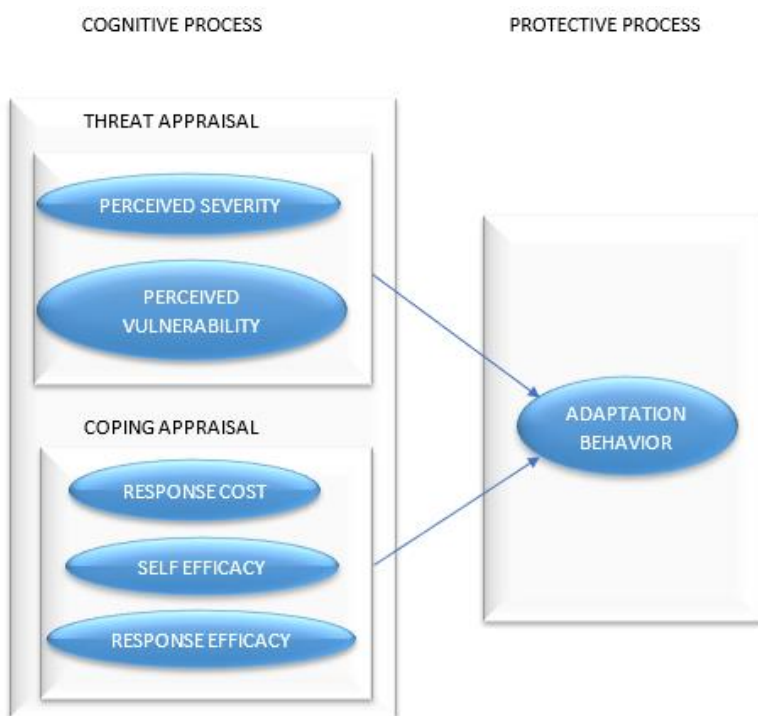 COGNITIVE PROCESS
PROTECTIVE PROCESS
THREAT APPRAISAL
PERCEIVED SEVERITY
PERCEIVED
VULNERABILITY
COPING APPRAISAL
RESPONSE COST
SELF EFFICACY
RESPONSE EFFICACY
ADAPTATION
BEHAVIOR